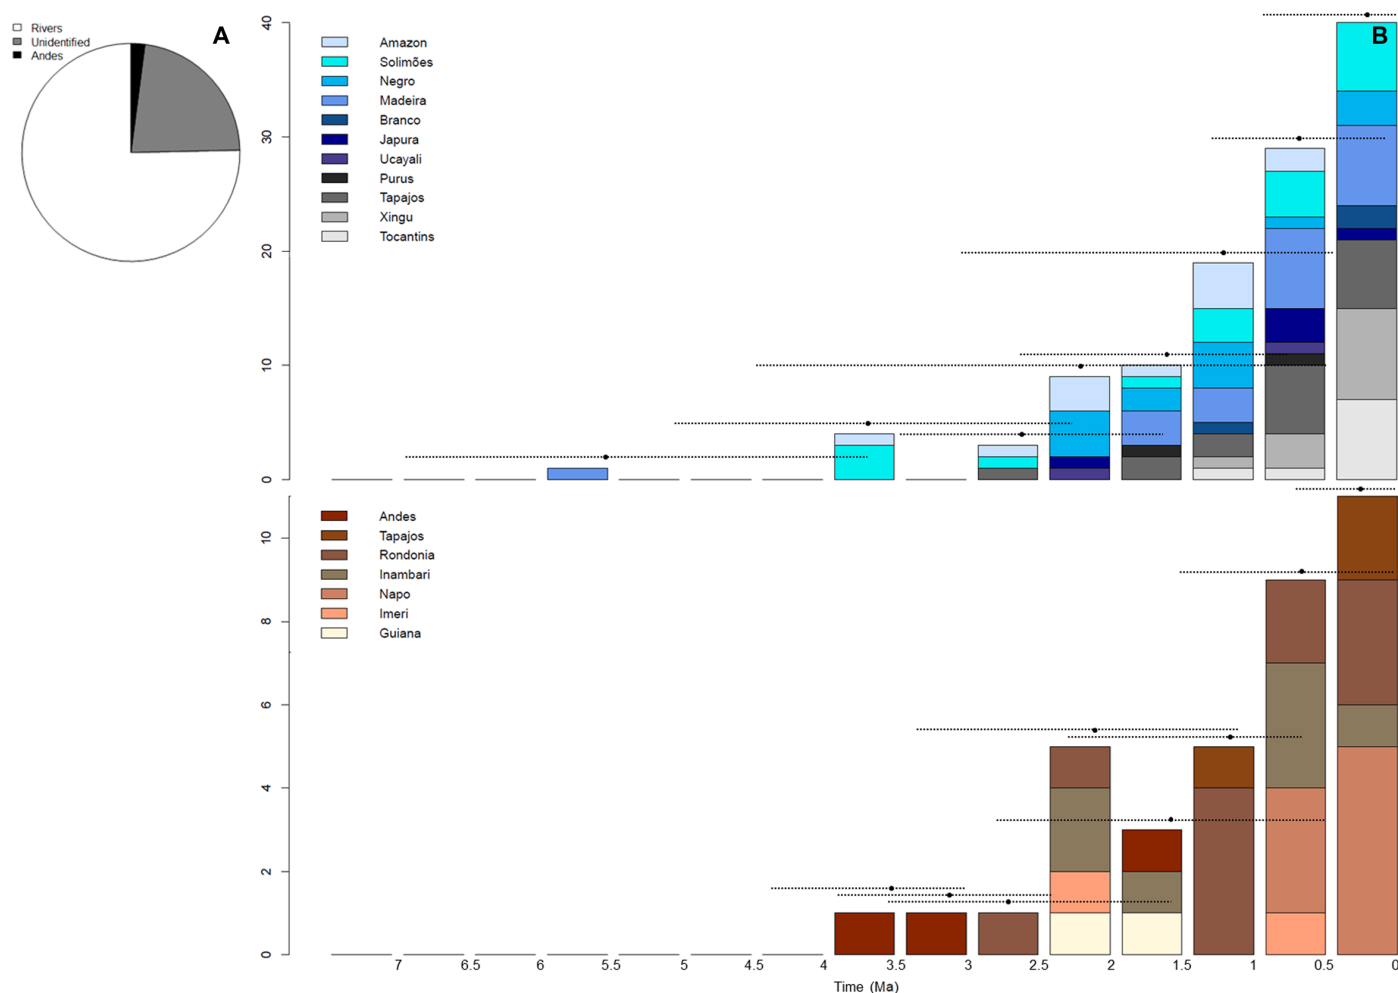 Rivers
Unidentified
Andes
A
B
40
30
20
10
0
Amazon
Solimões
Negro
Madeira
Branco
Japura
Ucayali
Purus
Tapajos
Xingu
Tocantins
10
8
6
4
2
0
Andes
Tapajos
Rondonia
Inambari
Napo
Imeri
Guiana
7 6.5 6 5.5 5 4.5 4 3.5 3 2.5 2 1.5 1 0.5 0
Time (Ma)